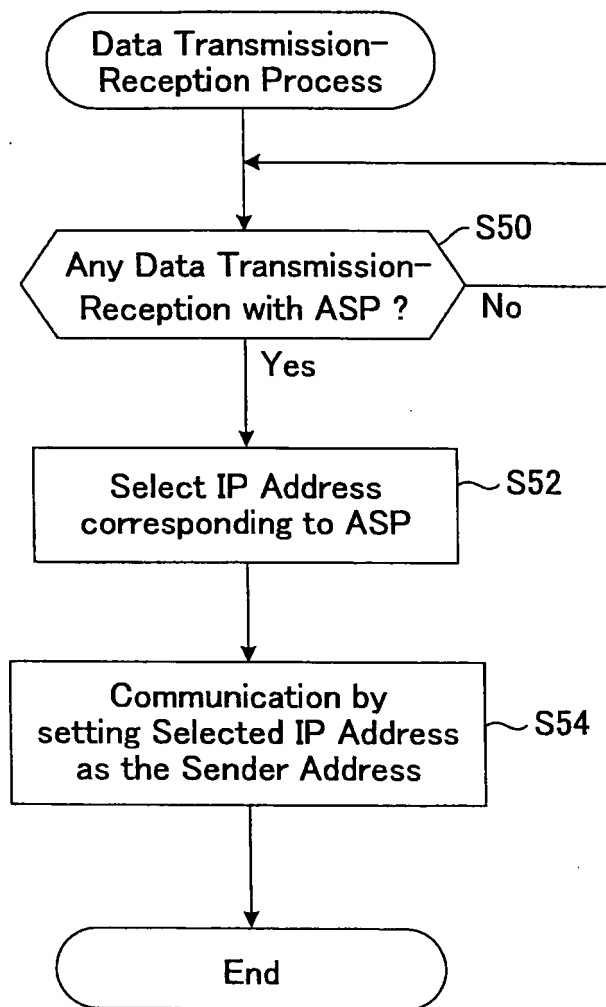 Data Transmission-
Reception Process
S50
Any Data Transmission-
Reception with ASP ?
No
Yes
Select IP Address
corresponding to ASP
S52
Communication by
setting Selected IP Address
as the Sender Address
S54
End